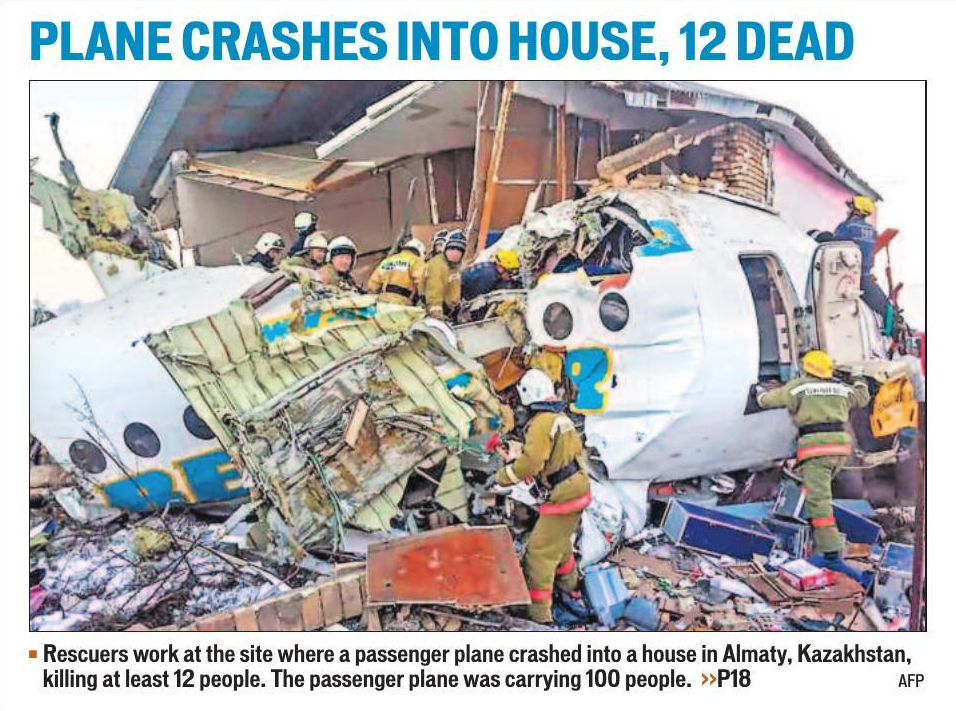 PLANE CRASHES INTO HOUSE, 12 DEAD
BE
R
Rescuers work at the site where a passenger plane crashed into a house in Almaty, Kazakhstan,
killing at least 12 people. The passenger plane was carrying 100 people. >>P18
AFP